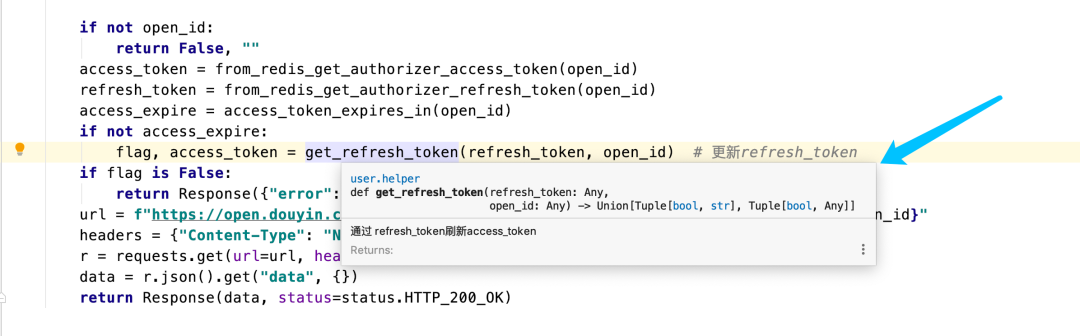 if not open_id:
return False, ""
access_token = from_redis_get_authorizer_access_token(open_id)
refresh_token = from_redis_get_authorizer_refresh_token(open_id)
access_expire = access_token_expires_in(open_id)
if not access_expire:
flag, access_token = get_refresh_token(refresh_token, open_id)  # 更新refresh_token
if flag is False:
return Response({"error":
url = f"https://open.douyin.c
n_id}"
headers = {"Content-Type": "N
r = requests.get(url=url, hea
data = r.json().get("data", {})
return Response(data, status=status.HTTP_200_OK)
user.helper
def get_refresh_token(refresh_token: Any,
open_id: Any) -> Union[Tuple[bool, str], Tuple[bool, Any]]
通过 refresh_token刷新access_token
Returns: